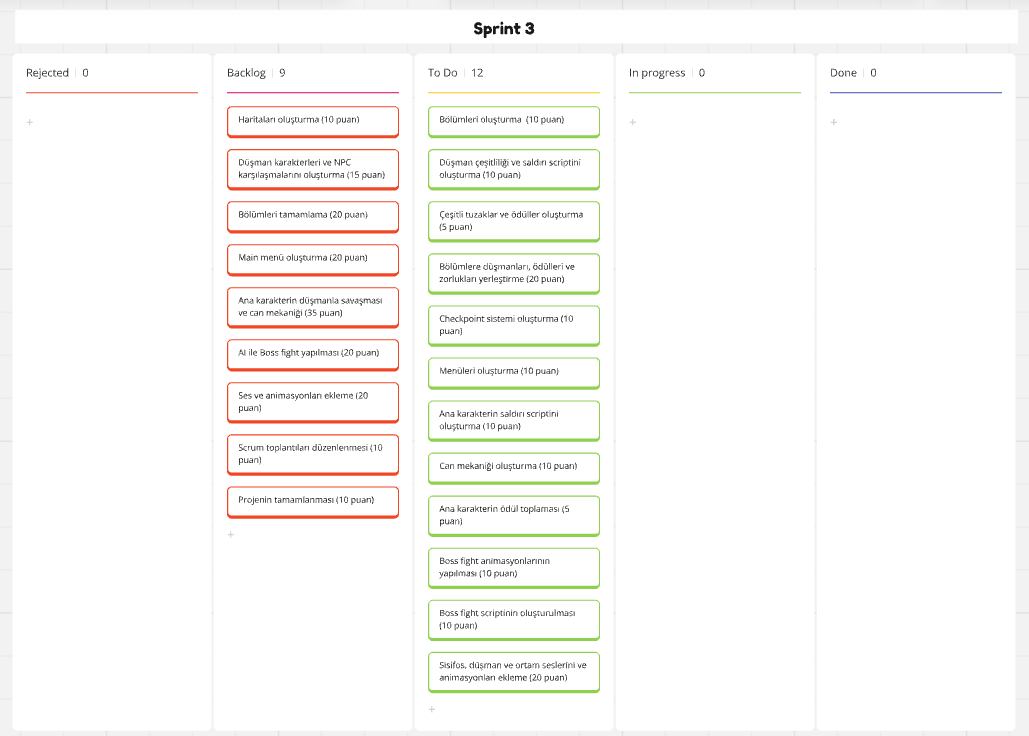 Sprint 3
Rejected | 0
+
Backlog | 9
Haritaları oluşturma (10 puan)
Düşman karakterleri ve NPC
karşılaşmalarını oluşturma (15 puan)
Bölümleri tamamlama (20 puan)
Main menü oluşturma (20 puan)
Ana karakterin düşmanla savaşması
ve can mekaniği (35 puan)
AI ile Boss fight yapılması (20 puan)
Ses ve animasyonları ekleme (20
puan)
Scrum toplantıları düzenlenmesi (10
puan)
Projenin tamamlanması (10 puan)
+
To Do | 12
Bölümleri oluşturma (10 puan)
Düşman çeşitliliği ve saldırı scriptini
oluşturma (10 puan)
Çeşitli tuzaklar ve ödüller oluşturma
(5 puan)
Bölümlere düşmanları, ödülleri ve
zorlukları yerleştirme (20 puan)
Checkpoint sistemi oluşturma (10
puan)
Menüleri oluşturma (10 puan)
Ana karakterin saldırı scriptini
oluşturma (10 puan)
Can mekaniği oluşturma (10 puan)
Ana karakterin ödül toplaması (5
puan)
Boss fight animasyonlarının
yapılması (10 puan)
Boss fight scriptinin oluşturulması
(10 puan)
Sisifos, düşman ve ortam seslerini ve
animasyonları ekleme (20 puan)
+
In progress | 0
+
Done | 0
+